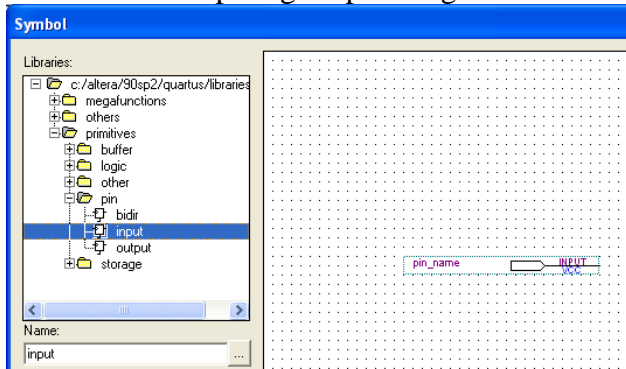 Symbol
Libraries:
c:/altera/90sp2/quartus/libraries
megafunctions
others
primitives
buffer
logic
other
pin
bidir
input
output
storage
Name:
input
...
pin_name
INPUT
VCC